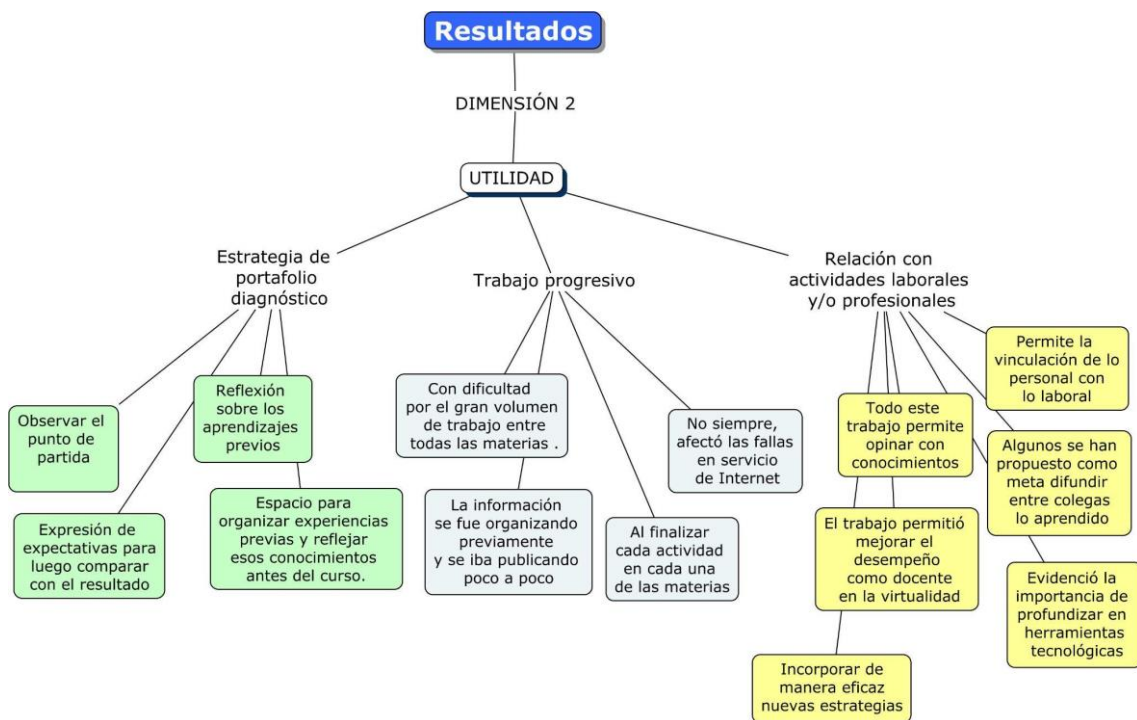 Resultados
DIMENSIÓN 2
UTILIDAD
Estrategia de
portafolio
diagnóstico
Observar el
punto de
partida
Expresión de
expectativas para
luego comparar
con el resultado
Reflexión
sobre los
aprendizajes
previos
Espacio para
organizar experiencias
previas y reflejar
esos conocimientos
antes del curso.
Trabajo progresivo
Con dificultad
por el gran volumen
de trabajo entre
todas las materias .
La información
se fue organizando
previamente
y se iba publicando
poco a poco
Al finalizar
cada actividad
en cada una
de las materias
No siempre,
afectó las fallas
en servicio
de Internet
Relación con
actividades laborales
y/o profesionales
Incorporar de
manera eficaz
nuevas estrategias
El trabajo permitió
mejorar el
desempeño
como docente
en la virtualidad
Todo este
trabajo permite
opinar con
conocimientos
Evidenció la
importancia de
profundizar en
herramientas
tecnológicas
Algunos se han
propuesto como
meta difundir
entre colegas
lo aprendido
Permite la
vinculación de lo
personal con
lo laboral